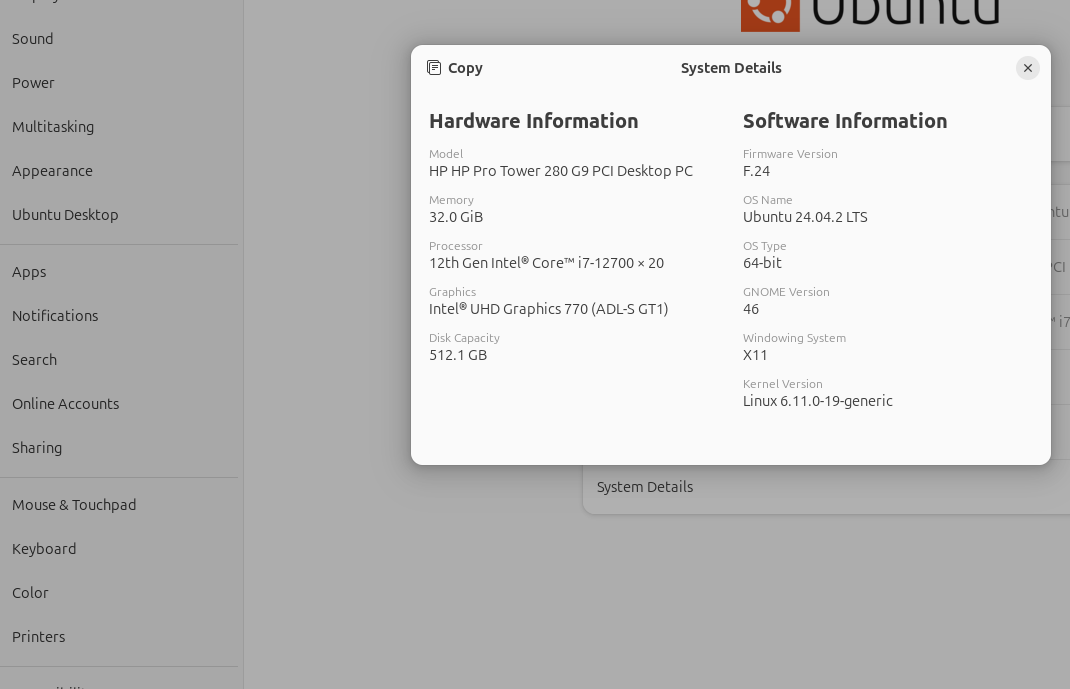 Ubuntu
Sound
Power
Multitasking
Appearance
Ubuntu Desktop
Apps
Notifications
Search
Online Accounts
Sharing
Mouse & Touchpad
Keyboard
Color
Printers
Copy
System Details
Hardware Information
Model
HP HP Pro Tower 280 G9 PCI Desktop PC
Memory
32.0 GiB
Processor
12th Gen Intel® Core™ i7-12700 × 20
Graphics
Intel® UHD Graphics 770 (ADL-S GT1)
Disk Capacity
512.1 GB
Software Information
Firmware Version
F.24
OS Name
Ubuntu 24.04.2 LTS
OS Type
64-bit
GNOME Version
46
Windowing System
X11
Kernel Version
Linux 6.11.0-19-generic
PCI
™ i7
System Details